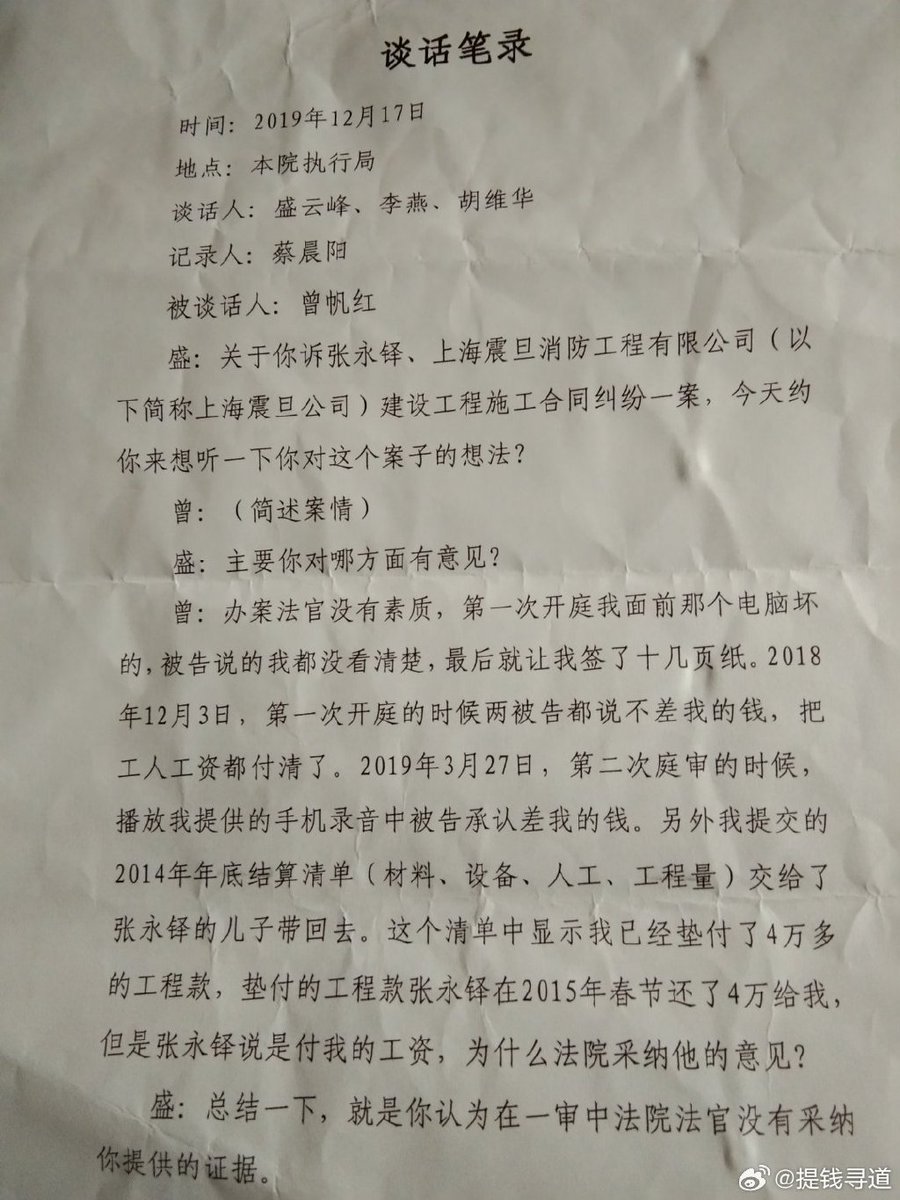 谈话笔录
时间：2019年12月17日
地点：本院执行局
谈话人：盛云峰、李燕、胡维华
记录人：蔡晨阳
被谈话人：曾帆红
盛：关于你诉张永铎、上海震旦消防工程有限公司（以
下简称上海震旦公司）建设工程施工合同纠纷一案，今天约
你来想听一下你对这个案子的想法？
曾：（简述案情）
盛：主要你对哪方面有意见？
曾：办案法官没有素质，第一次开庭我面前那个电脑坏
的，被告说的我都没看清楚，最后就让我签了十几页纸。2018
年12月3日，第一次开庭的时候两被告都说不差我的钱，把
工人工资都付清了。2019年3月27日，第二次庭审的时候，
播放我提供的手机录音中被告承认差我的钱。另外我提交的
2014年年底结算清单（材料、设备、人工、工程量）交给了
张永铎的儿子带回去。这个清单中显示我已经垫付了4万多
的工程款，垫付的工程款张永铎在2015年春节还了4万给我，
但是张永铎说是付我的工资，为什么法院采纳他的意见？
盛：总结一下，就是你认为在一审中法院法官没有采纳
你提供的证据。
@提钱寻道